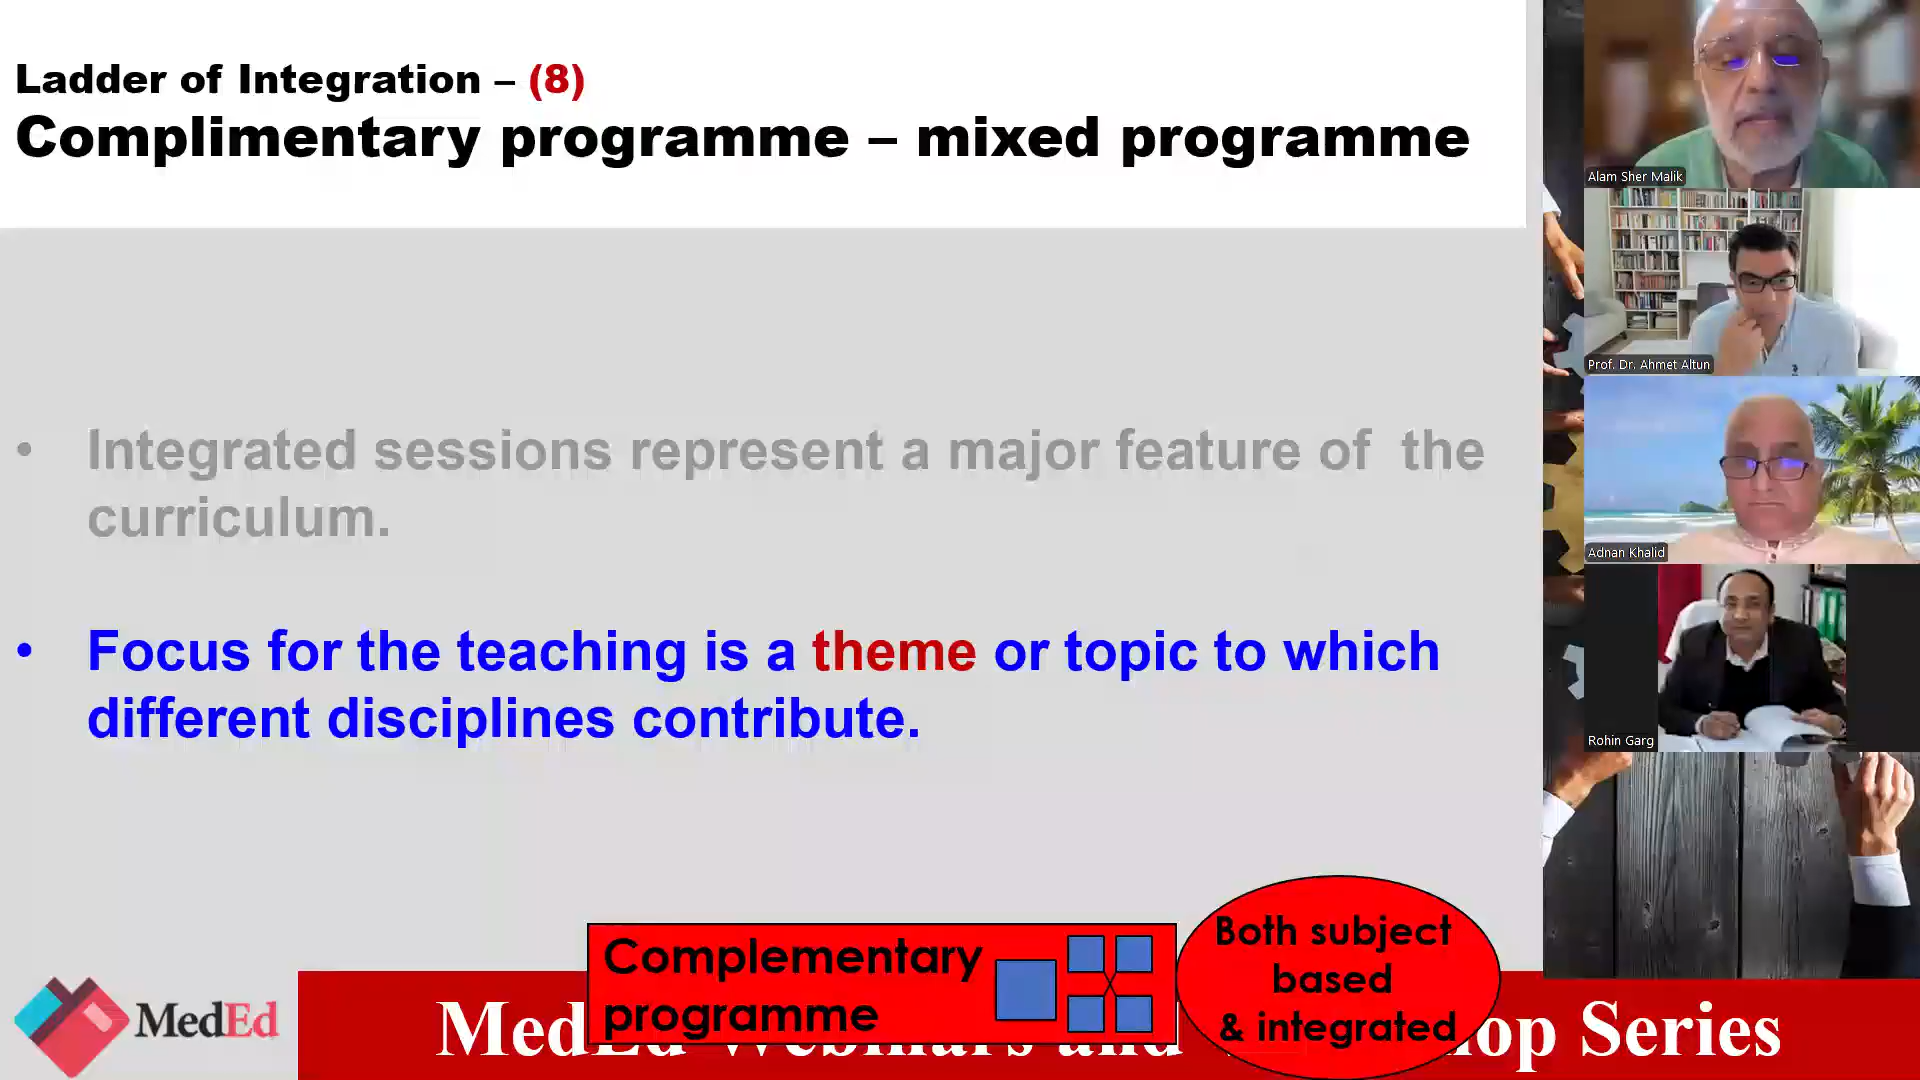 Ladder of Integration – (8)
Complimentary programme – mixed programme
• Integrated sessions represent a major feature of the
curriculum.
• Focus for the teaching is a theme or topic to which
different disciplines contribute.
Complementary
programme
Both subject
based
& integrated
MedEd
MedEd Webinars and
op Series
Alam Sher Malik
Prof. Dr. Ahmet Altun
Adnan Khalid
Rohin Garg